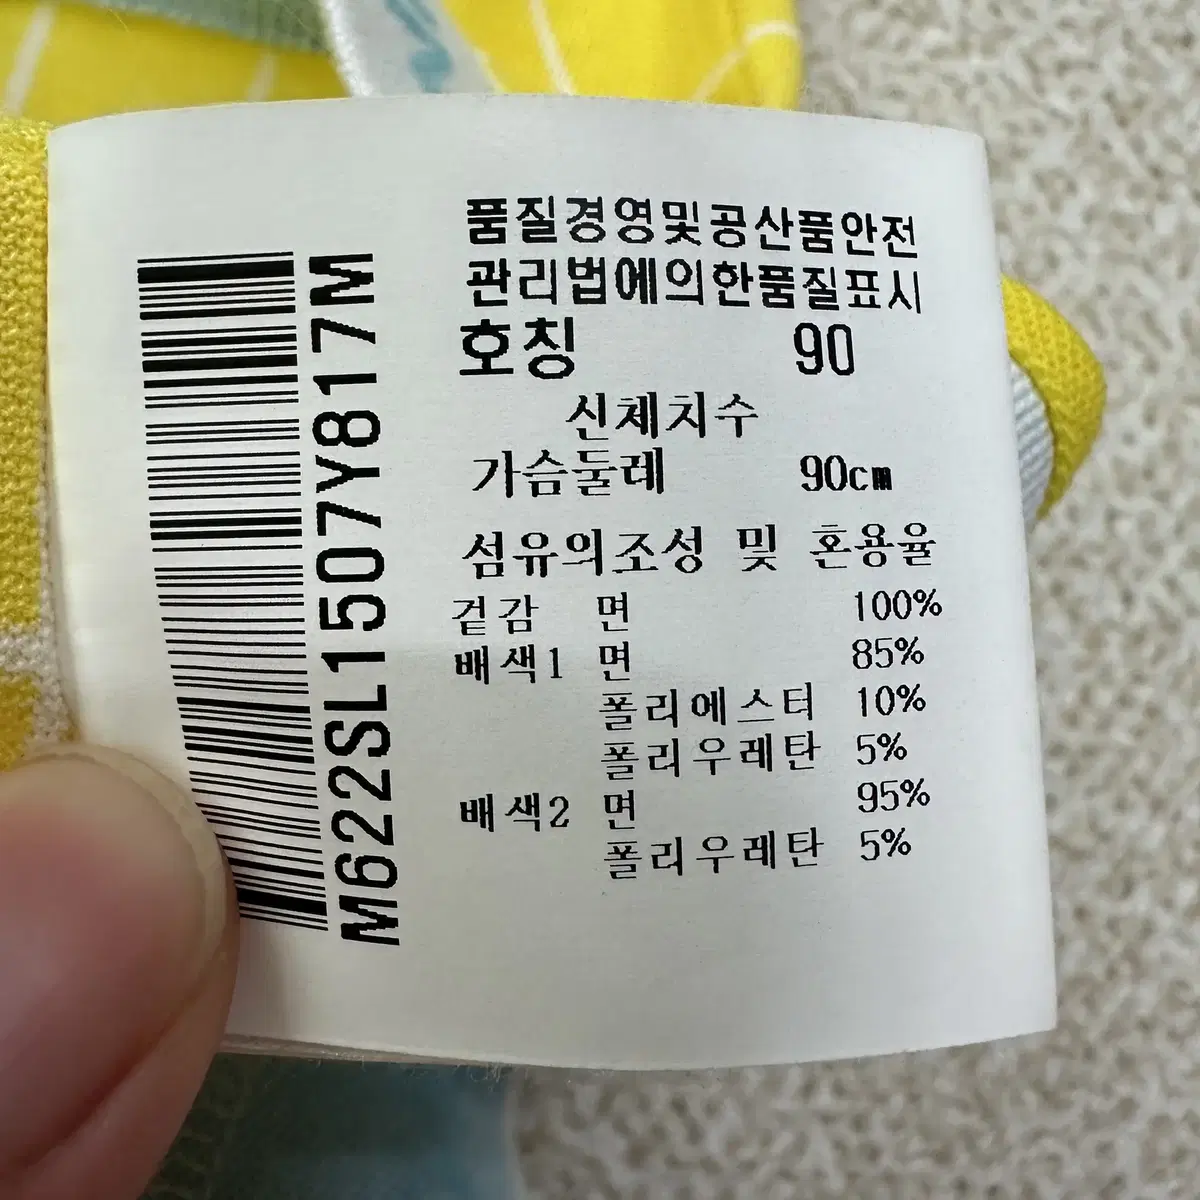 품질경영및공산품안전
관리법에의한품질표시
호칭 90
신체치수
가슴둘레 90cm
섬유의조성 및 혼용율
겉감 면 100%
배색1 면 85%
폴리에스터 10%
폴리우레탄 5%
배색2 면 95%
폴리우레탄 5%
M622SL1507Y817M